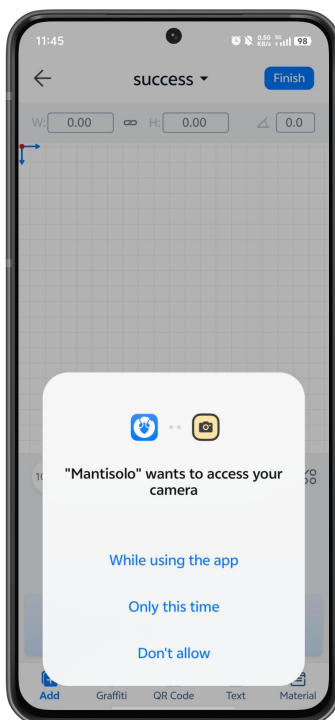 11:45
0.50 KB/s 5G 98
success
Finish
W: 0.00 H: 0.00 0.0
"Mantisolo" wants to access your
camera
While using the app
Only this time
Don't allow
Add Graffiti QR Code Text Material